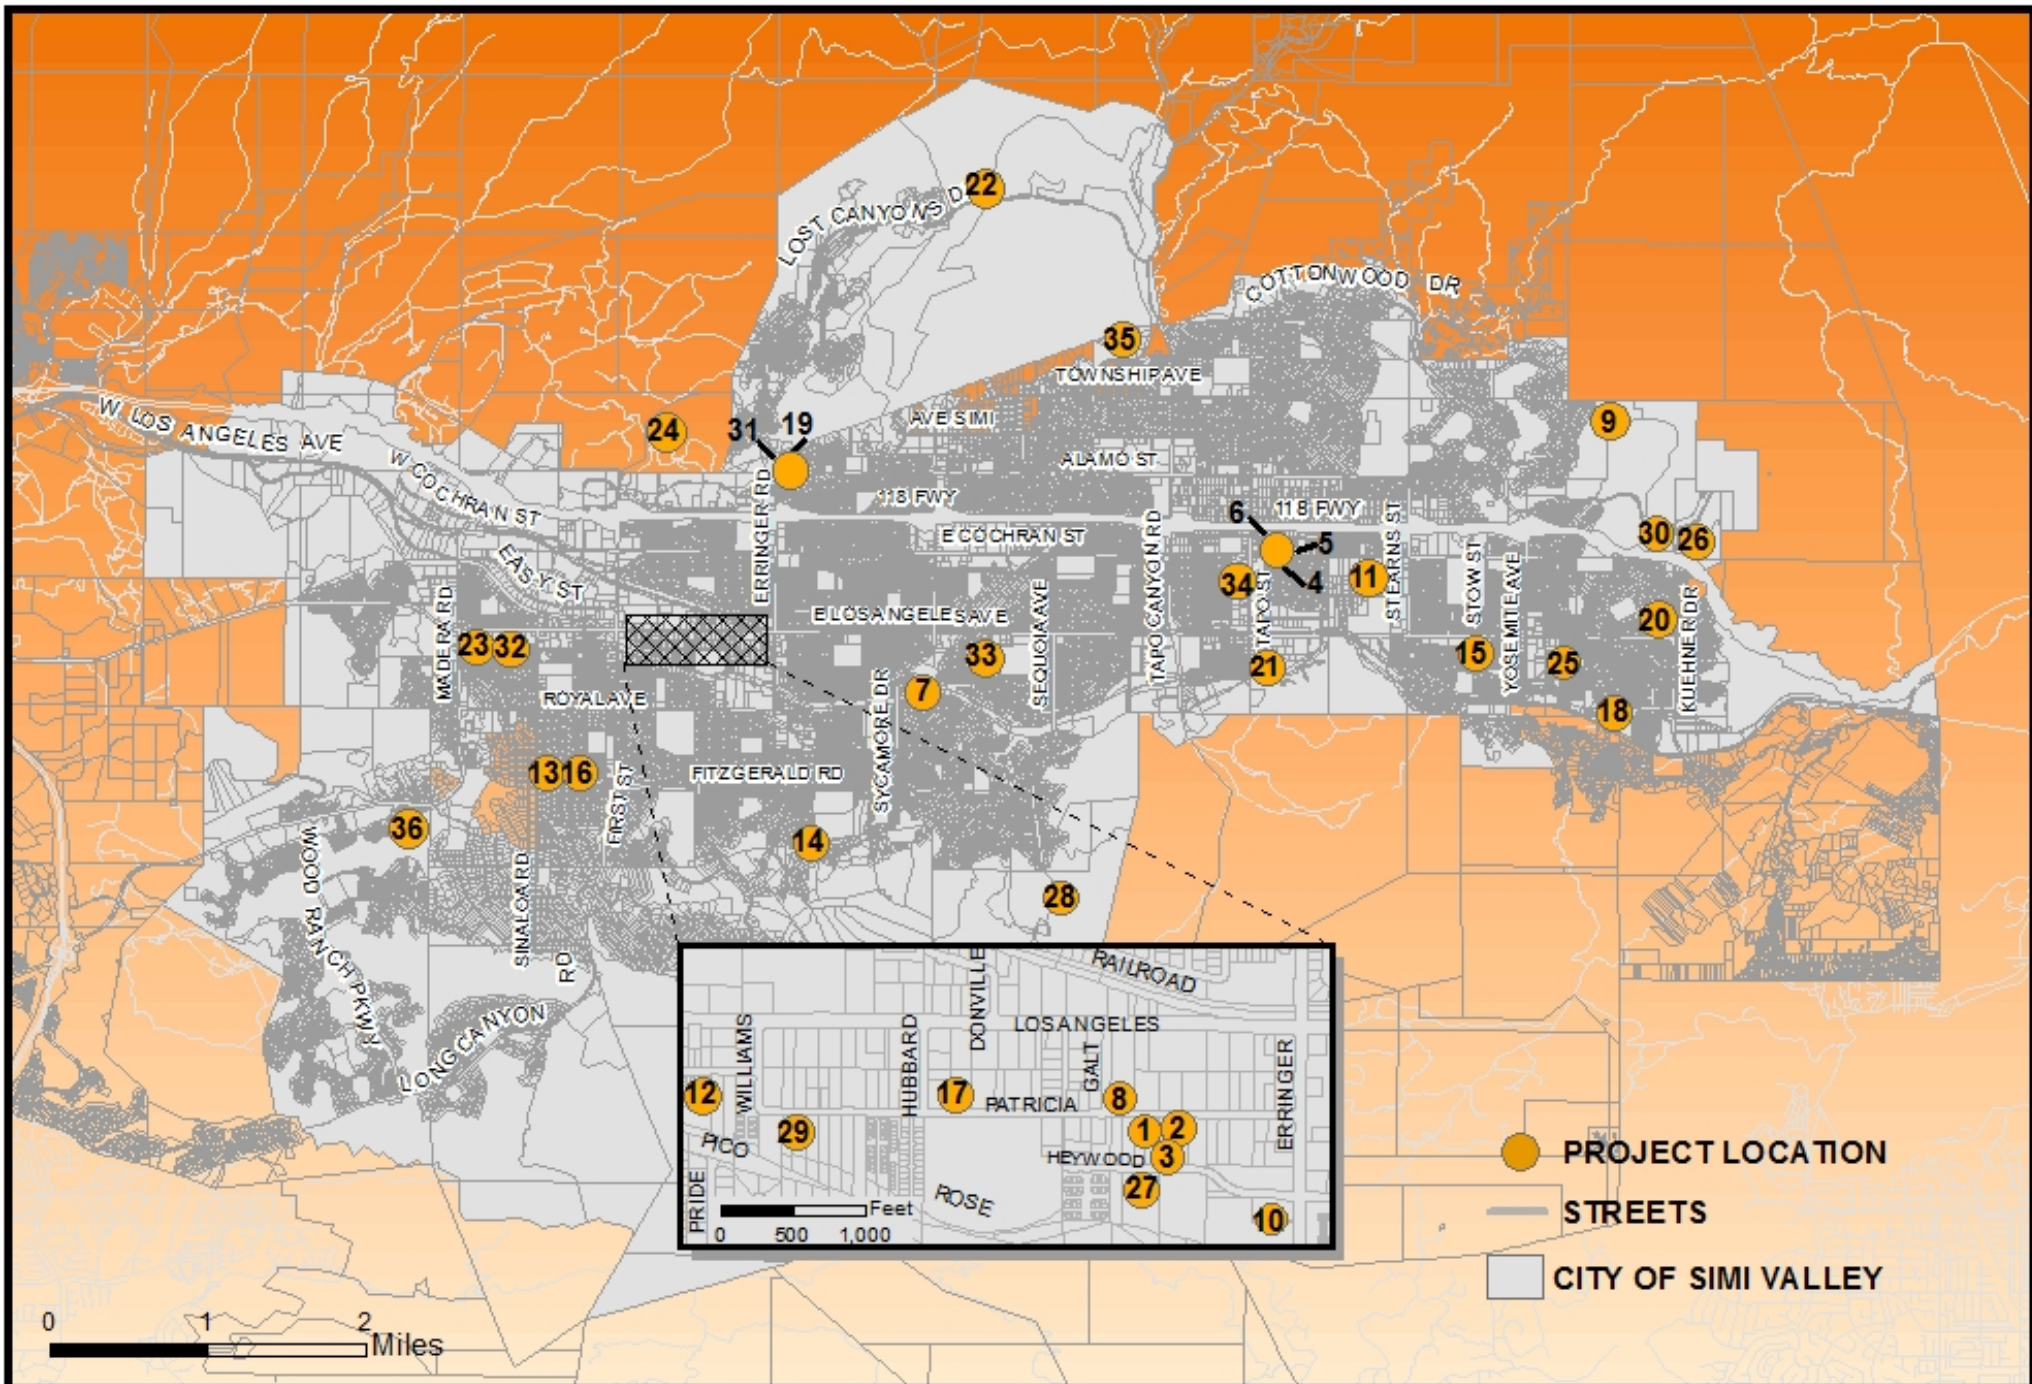 22
LOST CANYONS D
COTTONWOOD DR
35
TOWNSHIP AVE
9
AVE SIMI
W LOS ANGELES AVE
24
31
19
W COCHRAN ST
ALAMO ST
118 FWY
118 FWY
6
5
4
30
26
E COCHRAN ST
ERRINGER RD
TAPO CANYON RD
STEARNS ST
EASY ST
34
11
STOW ST
YOSEMITE AVE
MADERA RD
E LOS ANGELES AVE
SEQUOIA AVE
TAPO ST
20
KUEHNER DR
23
32
33
21
15
25
ROYAL AVE
7
SYCAMORE DR
18
13
16
FIRST ST
FITZGERALD RD
36
14
WOOD RANCH PKWY
SINALOA RD
28
LONG CANYON
RD
RAILROAD
DONVILLE
LOS ANGELES
WILLIAMS
HUBBARD
GALT
ERRINGER
12
17
PATRICIA
8
29
1
2
PICO
HEYWOOD
3
PRIDE
ROSE
27
10
Feet
0 500 1,000
PROJECT LOCATION
STREETS
CITY OF SIMI VALLEY
0 1 2
Miles